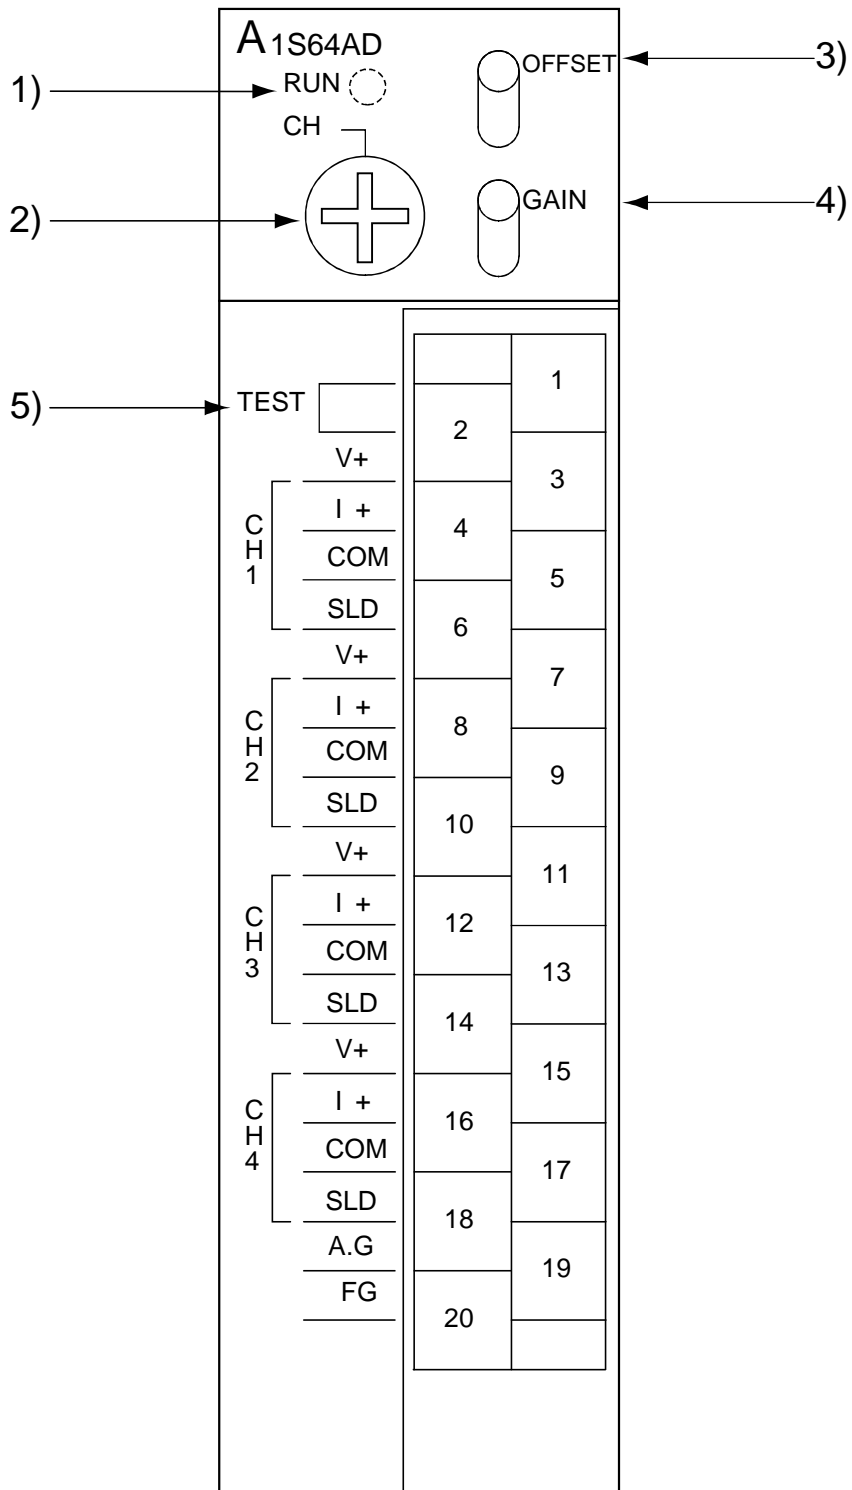 A1S64AD
RUN
CH
OFFSET
GAIN
1)
2)
3)
4)
5)
TEST
V+
CH1
I +
COM
SLD
V+
CH2
I +
COM
SLD
V+
CH3
I +
COM
SLD
V+
CH4
I +
COM
SLD
A.G
FG
1
2
3
4
5
6
7
8
9
10
11
12
13
14
15
16
17
18
19
20